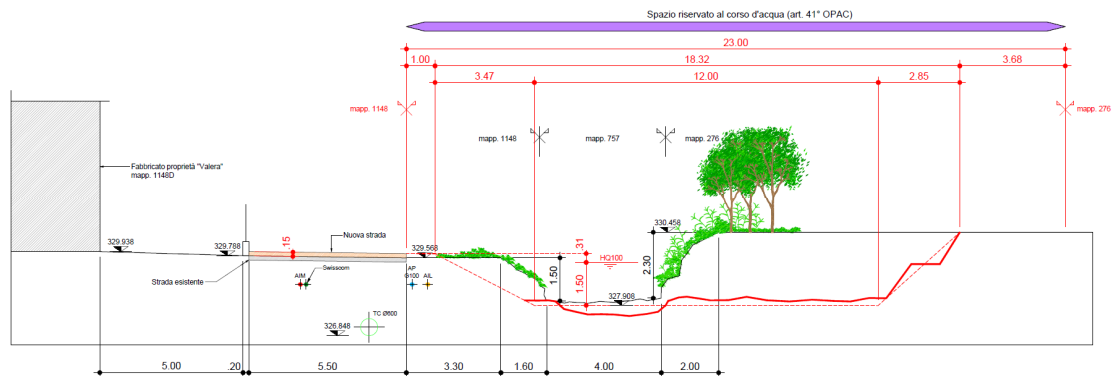 Spazio riservato al corso d'acqua (art. 41° OPAC)
23.00
1.00
18.32
3.68
3.47
12.00
2.85
mapp. 1148
mapp. 276
mapp. 1148
mapp. 757
mapp. 276
Fabbricato proprietà "Valera"
mapp. 1148D
330.458
Nuova strada
329.938
329.788
.15
329.568
.31
HQ100
2.30
1.50
1.50
Swisscom
AP
Strada esistente
AIM
G100
AIL
327.908
TC.Ø600
326.848
5.00
.20
5.50
3.30
1.60
4.00
2.00